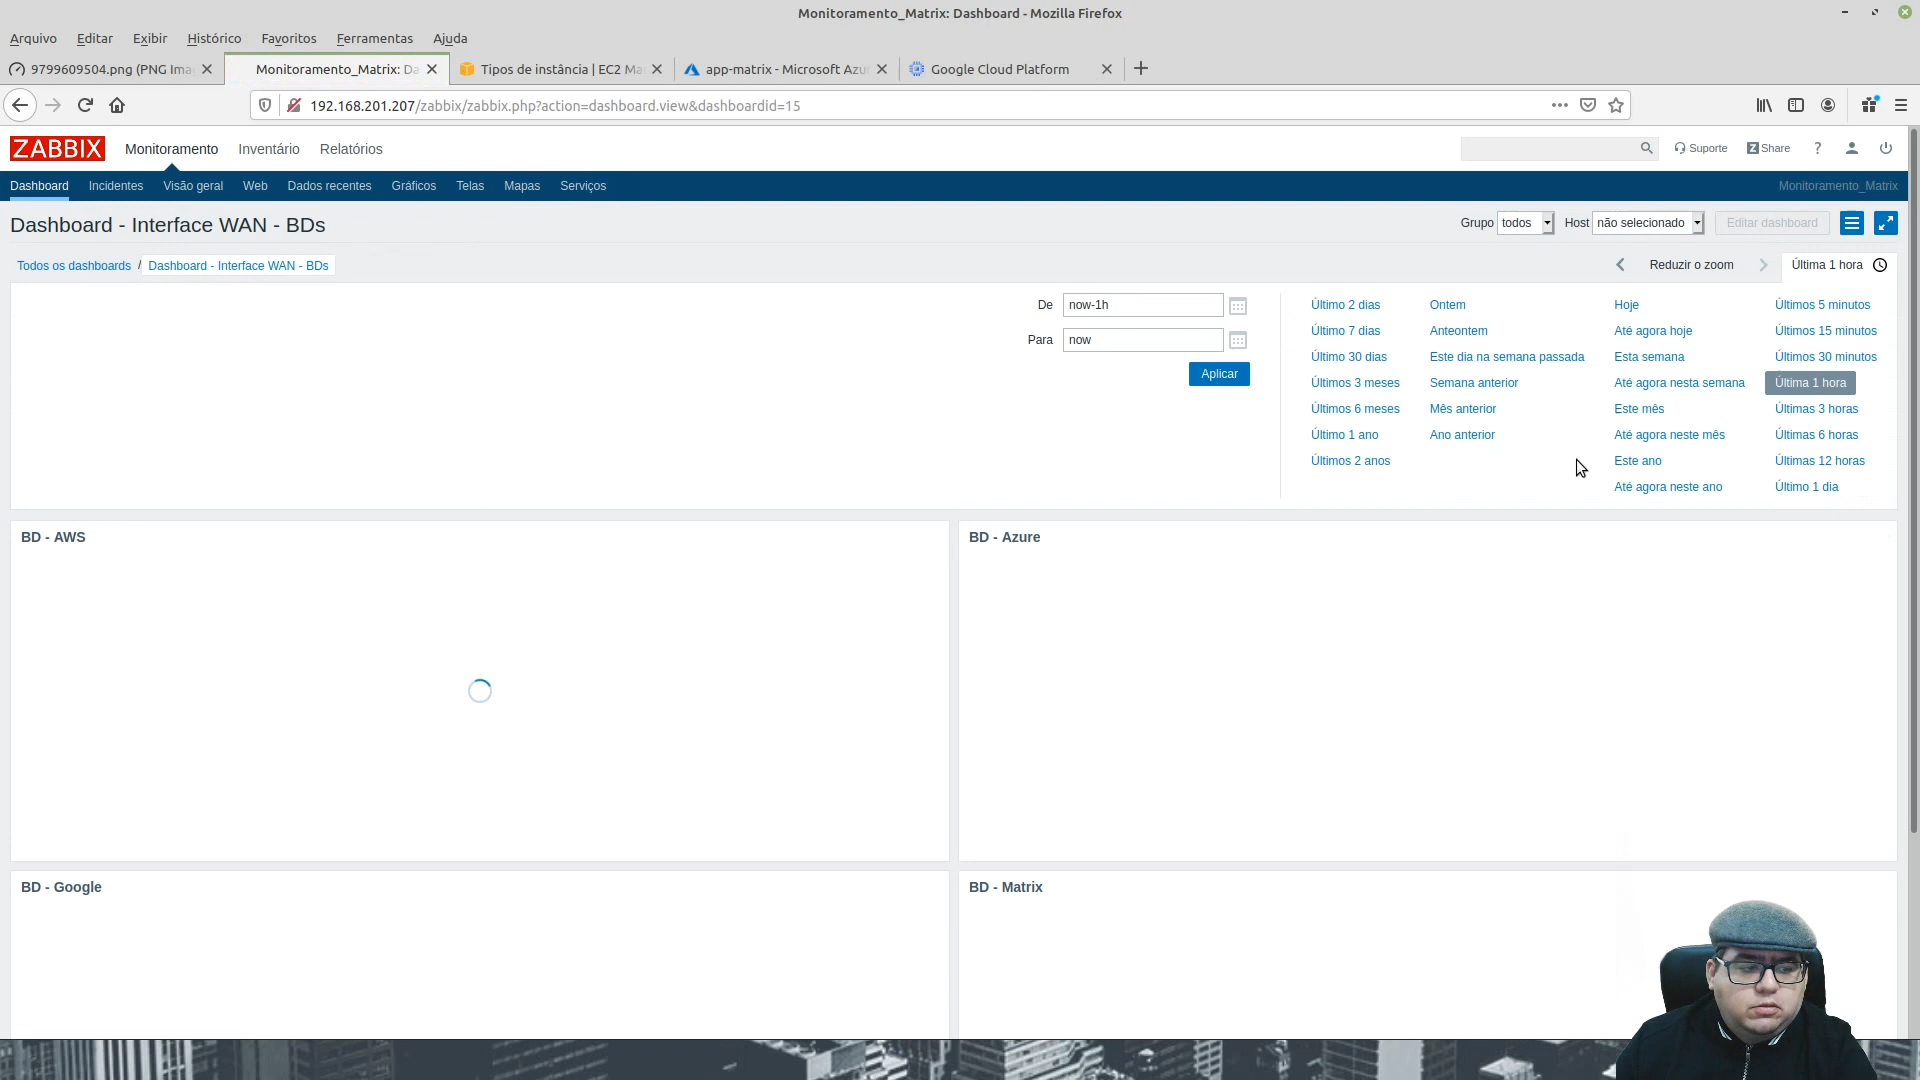 Monitoramento_Matrix: Dashboard - Mozilla Firefox
Arquivo Editar Exibir Histórico Favoritos Ferramentas Ajuda
9799609504.png (PNG Ima
Monitoramento_Matrix: Da
Tipos de instância | EC2 Ma
app-matrix - Microsoft Azur
Google Cloud Platform
192.168.201.207/zabbix/zabbix.php?action=dashboard.view&dashboardid=15
ZABBIX Monitoramento Inventário Relatórios Suporte Z Share ?
Dashboard Incidentes Visão geral Web Dados recentes Gráficos Telas Mapas Serviços Monitoramento_Matrix
Dashboard - Interface WAN - BDs Grupo todos Host não selecionado Editar dashboard
Todos os dashboards / Dashboard - Interface WAN - BDs Reduzir o zoom Última 1 hora
De now-1h
Para now
Aplicar
Último 2 dias Ontem Hoje Últimos 5 minutos
Último 7 dias Anteontem Até agora hoje Últimos 15 minutos
Último 30 dias Este dia na semana passada Esta semana Últimos 30 minutos
Últimos 3 meses Semana anterior Até agora nesta semana Última 1 hora
Últimos 6 meses Mês anterior Este mês Últimas 3 horas
Último 1 ano Ano anterior Até agora neste mês Últimas 6 horas
Últimos 2 anos Este ano Últimas 12 horas
Até agora neste ano Último 1 dia
BD - AWS BD - Azure
BD - Google BD - Matrix